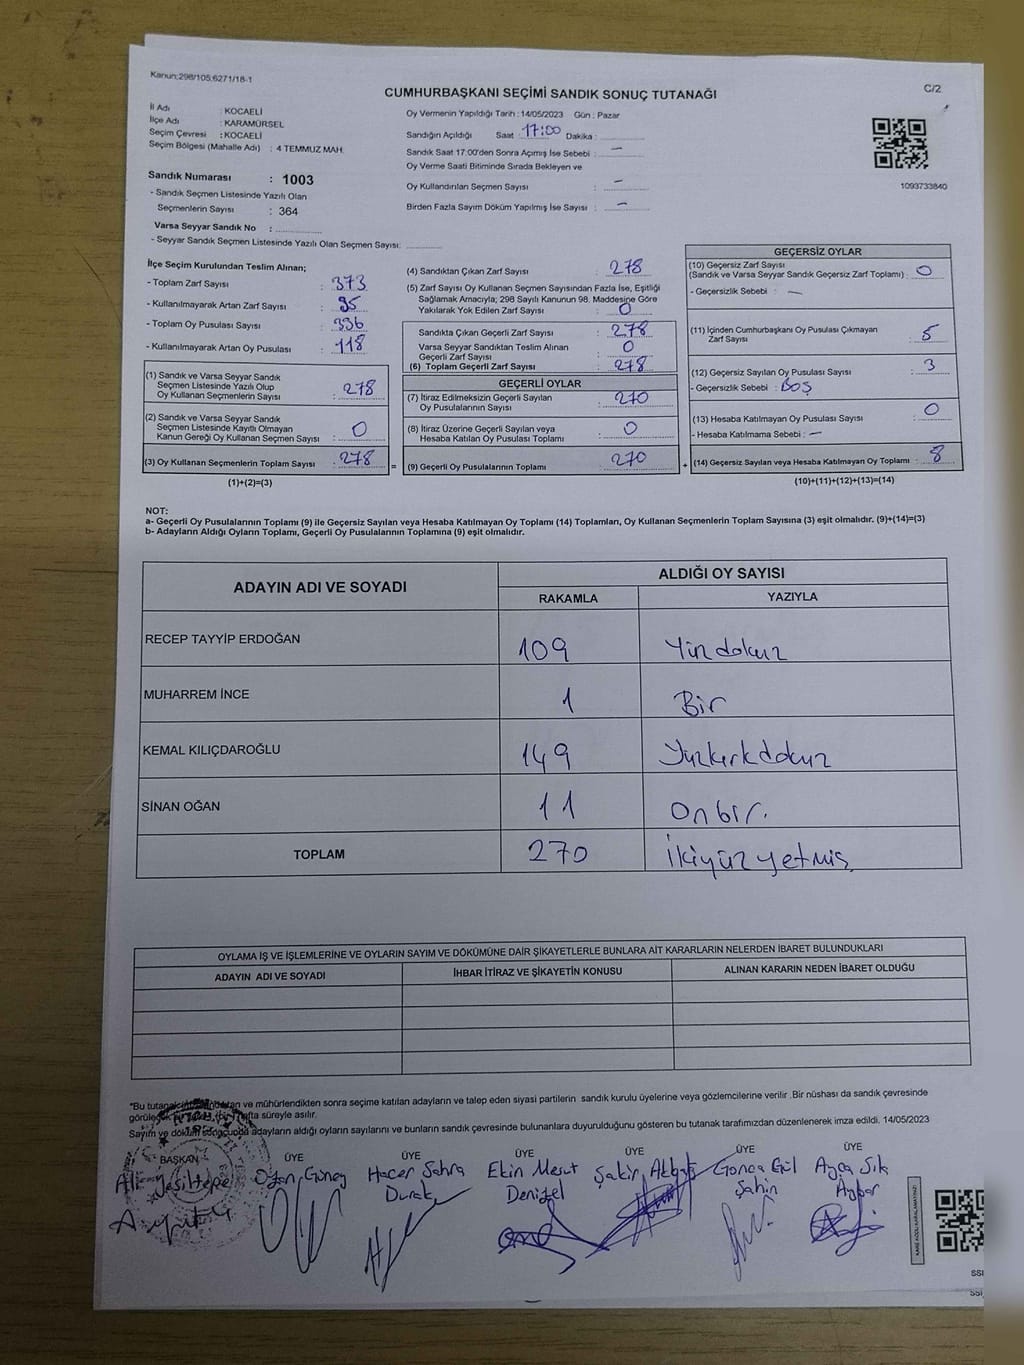 Kanun;298/105;6271/18-1
CUMHURBAŞKANI SEÇİMİ SANDIK SONUÇ TUTANAĞI
C/2
İl Adı : KOCAELİ
İlçe Adı : KARAMÜRSEL
Seçim Çevresi : KOCAELİ
Seçim Bölgesi (Mahalle Adı) : 4 TEMMUZ MAH.
Sandık Numarası : 1003
- Sandık Seçmen Listesinde Yazılı Olan
Seçmenlerin Sayısı : 364
Varsa Seyyar Sandık No :
- Seyyar Sandık Seçmen Listesinde Yazılı Olan Seçmen Sayısı:
Oy Vermenin Yapıldığı Tarih : 14/05/2023 Gün : Pazar
Sandığın Açıldığı Saat : 17:00 Dakika :
Sandık Saat 17:00'den Sonra Açımış İse Sebebi : —
Oy Verme Saati Bitiminde Sırada Bekleyen ve
Oy Kullandırılan Seçmen Sayısı : —
Birden Fazla Sayım Döküm Yapılmış İse Sayısı : —
1093733840
İlçe Seçim Kurulundan Teslim Alınan;
- Toplam Zarf Sayısı : 373
- Kullanılmayarak Artan Zarf Sayısı : 95
- Toplam Oy Pusulası Sayısı : 396
- Kullanılmayarak Artan Oy Pusulası : 118
(1) Sandık ve Varsa Seyyar Sandık
Seçmen Listesinde Yazılı Olup
Oy Kullanan Seçmenlerin Sayısı : 278
(2) Sandık ve Varsa Seyyar Sandık
Seçmen Listesinde Kayıtlı Olmayan
Kanun Gereği Oy Kullanan Seçmen Sayısı : 0
(3) Oy Kullanan Seçmenlerin Toplam Sayısı : 278
(1)+(2)=(3)
=
(4) Sandıktan Çıkan Zarf Sayısı : 278
(5) Zarf Sayısı Oy Kullanan Seçmen Sayısından Fazla İse, Eşitliği
Sağlamak Amacıyla; 298 Sayılı Kanunun 98. Maddesine Göre
Yakılarak Yok Edilen Zarf Sayısı : 0
Sandıkta Çıkan Geçerli Zarf Sayısı : 278
Varsa Seyyar Sandıktan Teslim Alınan
Geçerli Zarf Sayısı : 0
(6) Toplam Geçerli Zarf Sayısı : 278
GEÇERLİ OYLAR
(7) İtiraz Edilmeksizin Geçerli Sayılan
Oy Pusulalarının Sayısı : 270
(8) İtiraz Üzerine Geçerli Sayılan veya
Hesaba Katılan Oy Pusulası Toplamı : 0
(9) Geçerli Oy Pusulalarının Toplamı : 270
+
GEÇERSİZ OYLAR
(10) Geçersiz Zarf Sayısı
(Sandık ve Varsa Seyyar Sandık Geçersiz Zarf Toplamı) : 0
- Geçersizlik Sebebi : —
(11) İçinden Cumhurbaşkanı Oy Pusulası Çıkmayan
Zarf Sayısı : 5
(12) Geçersiz Sayılan Oy Pusulası Sayısı : 3
- Geçersizlik Sebebi : BOŞ
(13) Hesaba Katılmayan Oy Pusulası Sayısı : 0
- Hesaba Katılmama Sebebi : —
(14) Geçersiz Sayılan veya Hesaba Katılmayan Oy Toplamı : 8
(10)+(11)+(12)+(13)=(14)
NOT:
a- Geçerli Oy Pusulalarının Toplamı (9) ile Geçersiz Sayılan veya Hesaba Katılmayan Oy Toplamı (14) Toplamları, Oy Kullanan Seçmenlerin Toplam Sayısına (3) eşit olmalıdır. (9)+(14)=(3)
b- Adayların Aldığı Oyların Toplamı, Geçerli Oy Pusulalarının Toplamına (9) eşit olmalıdır.
ADAYIN ADI VE SOYADI ALDIĞI OY SAYISI
RAKAMLA YAZIYLA
RECEP TAYYİP ERDOĞAN 109 Yüzdokuz
MUHARREM İNCE 1 Bir
KEMAL KILIÇDAROĞLU 149 Yüzkırkdokuz
SİNAN OĞAN 11 Onbir.
TOPLAM 270 İkiyüzyetmiş
OYLAMA İŞ VE İŞLEMLERİNE VE OYLARIN SAYIM VE DÖKÜMÜNE DAİR ŞİKAYETLERLE BUNLARA AİT KARARLARIN NELERDEN İBARET BULUNDUKLARI
ADAYIN ADI VE SOYADI İHBAR İTİRAZ VE ŞİKAYETİN KONUSU ALINAN KARARIN NEDEN İBARET OLDUĞU
*Bu tutanak ve mühürlendikten sonra seçime katılan adayların ve talep eden siyasi partilerin sandık kurulu üyelerine veya gözlemcilerine verilir .Bir nüshası da sandık çevresinde
hafta süreyle asılır.
Sayım ve döküm sonucuda adayların aldığı oyların sayılarını ve bunların sandık çevresinde bulunanlara duyurulduğunu gösteren bu tutanak tarafımızdan düzenlenerek imza edildi. 14/05/2023
BAŞKAN ÜYE ÜYE ÜYE ÜYE ÜYE ÜYE
Ali Yeşiltepe Ozan Güney Hacer Sahra Ekin Mesut Şakir Akbaş Gonca Gül Ayça Sık
Durak Denizel Şahin Aybar